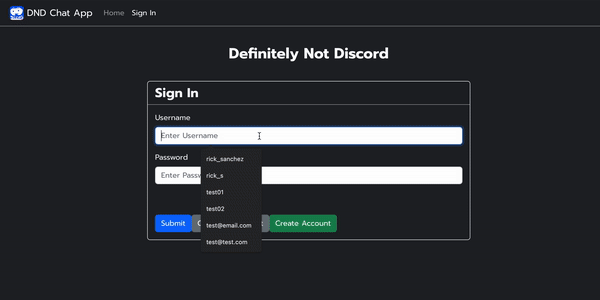 DND Chat App Home Sign In
Definitely Not Discord
Sign In
Username
Enter Username
Password
rick_sanchez
Enter
rick_s
test01
test02
Submit
test@email.com
Create Account
test@test.com